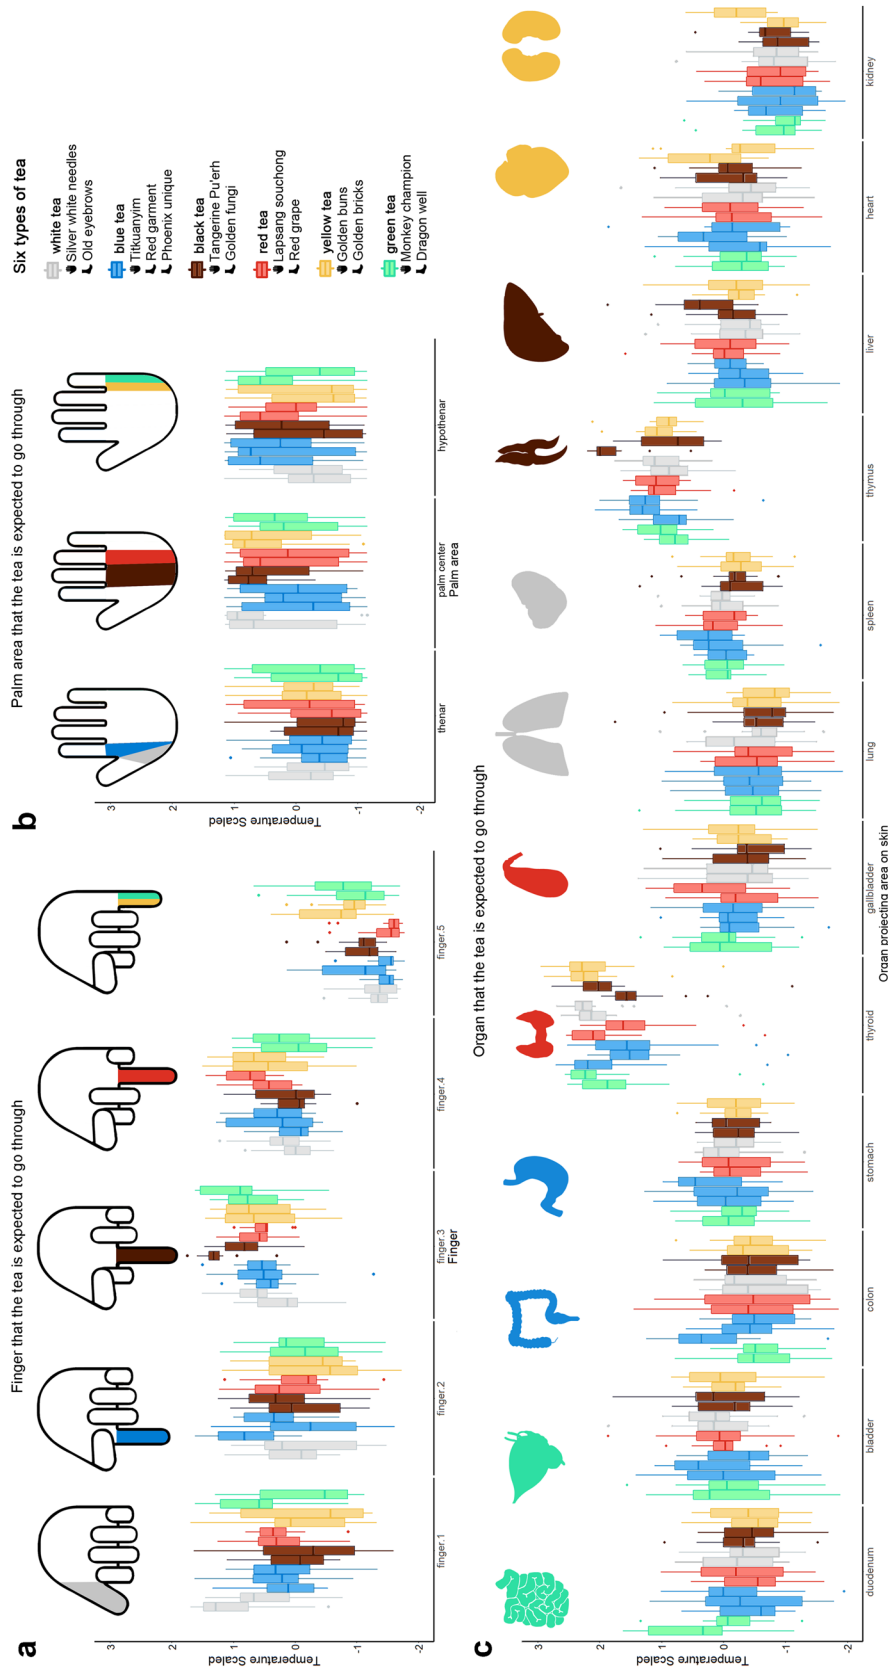 a
Finger that the tea is expected to go through
Temperature Scaled
3
2
1
0
-1
-2
finger.1
finger.2
finger.3
finger.4
finger.5
Finger
b
Palm area that the tea is expected to go through
Temperature Scaled
3
2
1
0
-1
-2
thenar
palm center
hypothenar
Palm area
Six types of tea
white tea
Silver white needles
Old eyebrows
blue tea
Titkuanyim
Red garment
Phoenix unique
black tea
Tangerine Pu'erh
Golden fungi
red tea
Lapsang souchong
Red grape
yellow tea
Golden buns
Golden bricks
green tea
Monkey champion
Dragon well
c
Organ that the tea is expected to go through
Temperature Scaled
3
2
1
0
-1
-2
duodenum
bladder
colon
stomach
thyroid
gallbladder
lung
spleen
thymus
liver
heart
kidney
Organ projecting area on skin